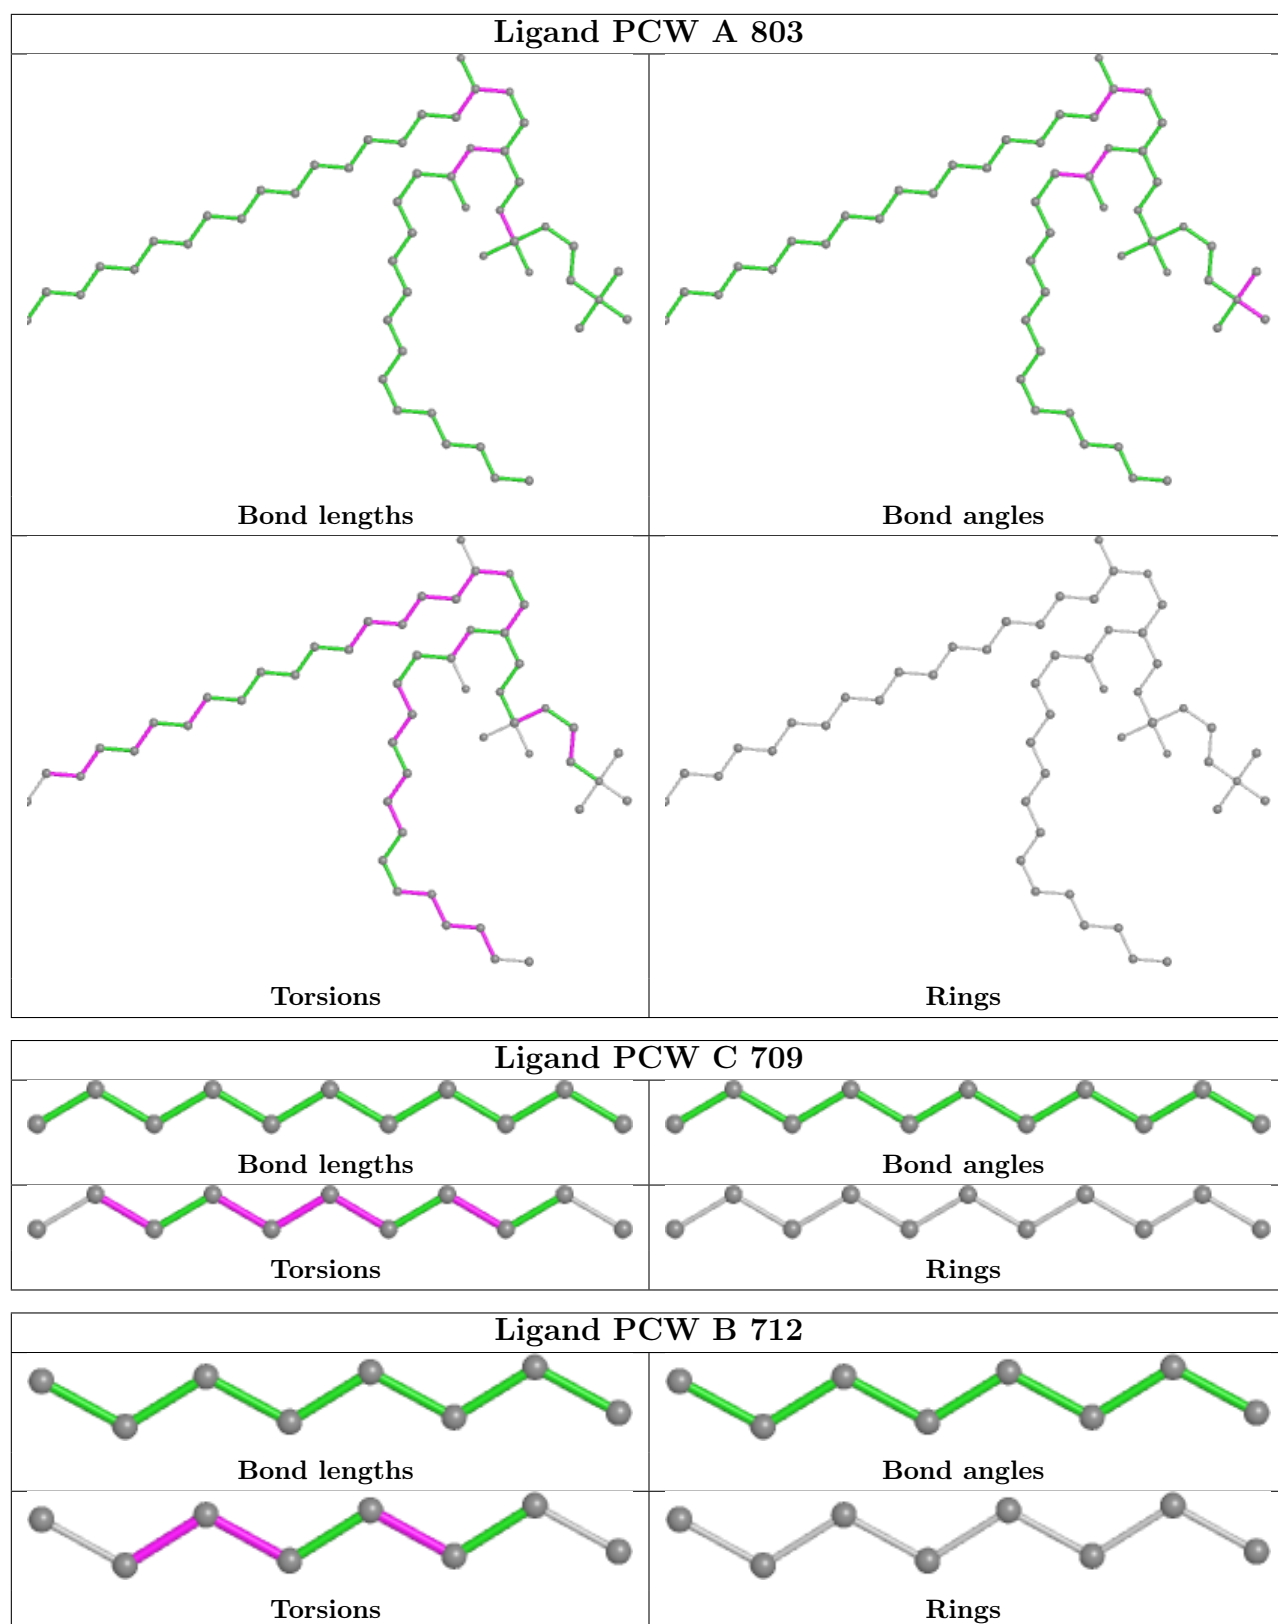 Ligand PCW A 803
Bond lengths
Bond angles
Torsions
Rings
Ligand PCW C 709
Bond lengths
Bond angles
Torsions
Rings
Ligand PCW B 712
Bond lengths
Bond angles
Torsions
Rings